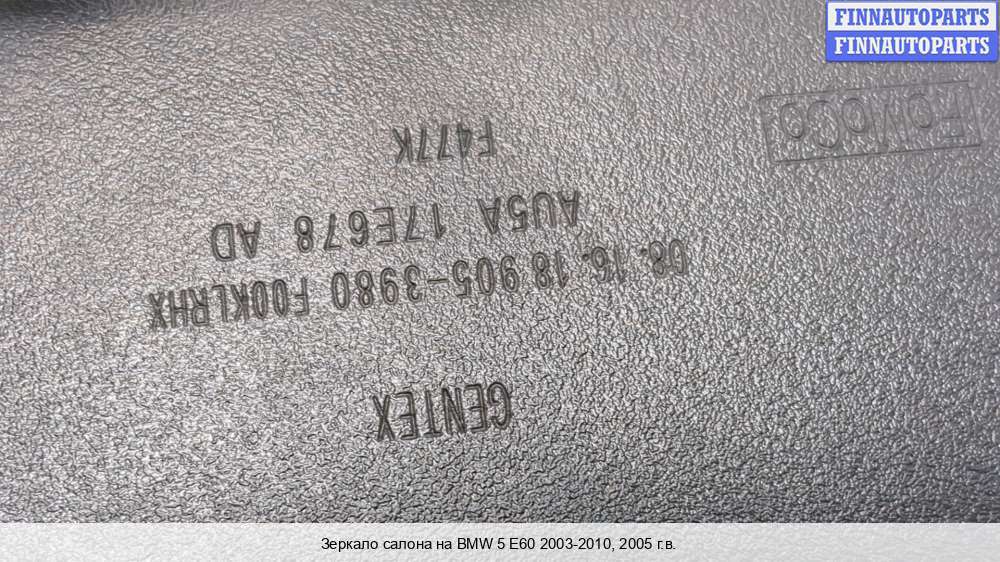 FINNAUTOPARTS
FINNAUTOPARTS
FoMoCo
F477K
AU5A 17E678 AD
08. 16. 18 905-3980 F00KLRHX
GENTEX
Зеркало салона на BMW 5 E60 2003-2010, 2005 г.в.